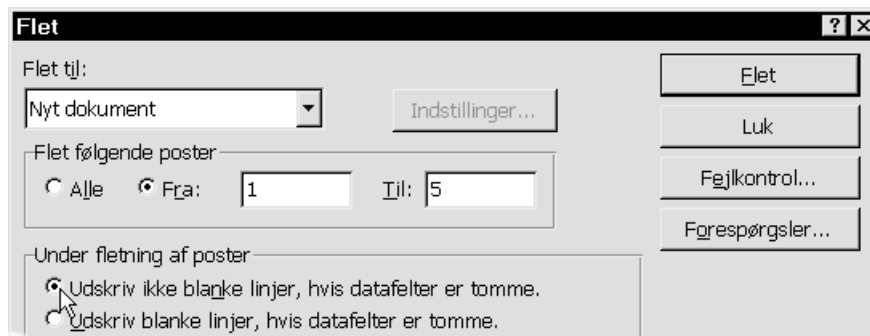 Flet
Flet til:
Nyt dokument
Indstillinger...
Flet
Luk
Fejlkontrol...
Forespørgsler...
Flet følgende poster
Alle Fra: 1 Til: 5
Under fletning af poster
Udskriv ikke blanke linjer, hvis datafelter er tomme.
Udskriv blanke linjer, hvis datafelter er tomme.